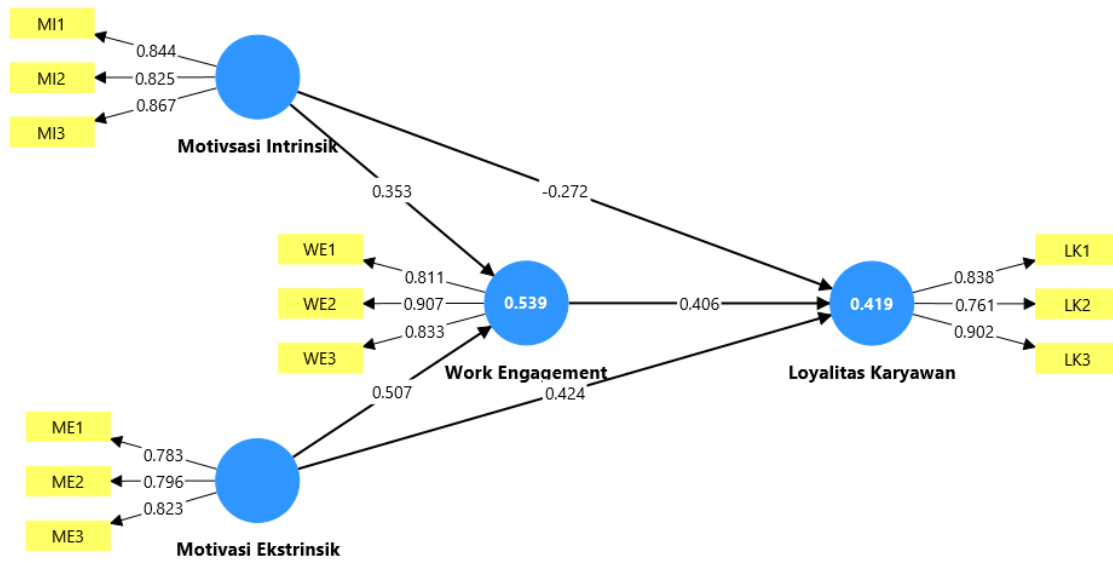 MI1
0.844
MI2
0.825
MI3
0.867
Motivsasi Intrinsik
0.353
-0.272
WE1
0.811
WE2
0.907
WE3
0.833
0.539
0.406
0.419
LK1
0.838
LK2
0.761
LK3
0.902
Work Engagement
Loyalitas Karyawan
0.507
0.424
ME1
0.783
ME2
0.796
ME3
0.823
Motivasi Ekstrinsik